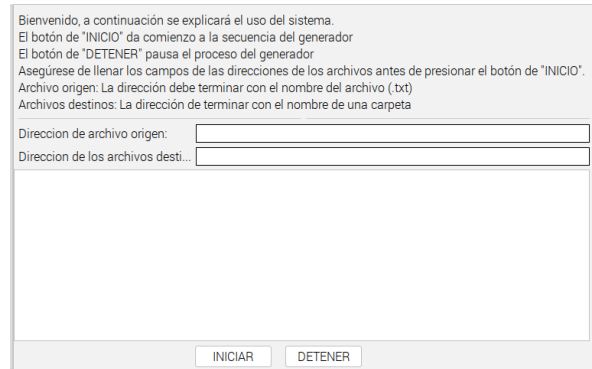 Bienvenido, a continuación se explicará el uso del sistema.
El botón de "INICIO" da comienzo a la secuencia del generador
El botón de "DETENER" pausa el proceso del generador
Asegúrese de llenar los campos de las direcciones de los archivos antes de presionar el botón de "INICIO".
Archivo origen: La dirección debe terminar con el nombre del archivo (.txt)
Archivos destinos: La dirección de terminar con el nombre de una carpeta
Direccion de archivo origen:
Direccion de los archivos desti...
INICIAR DETENER